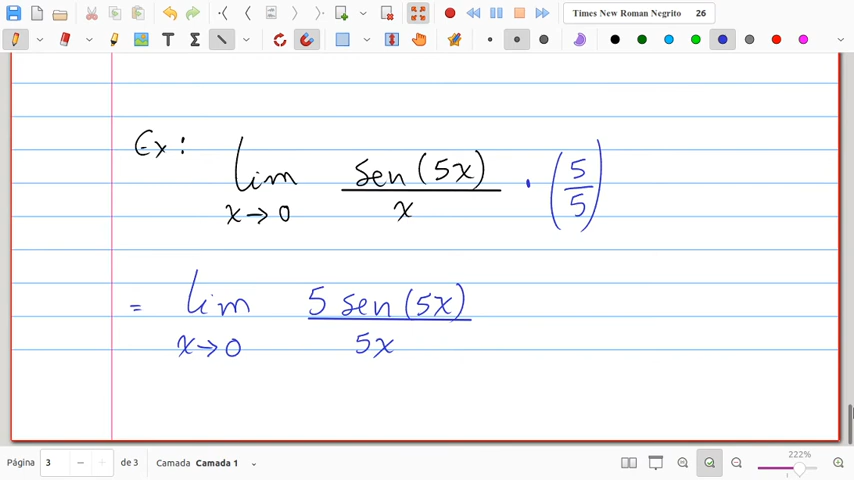 Times New Roman Negrito 26
Ex: lim sen(5x) · (5
x→0 x 5)
= lim 5 sen(5x)
x→0 5x
Página 3 de 3 Camada Camada 1 222%